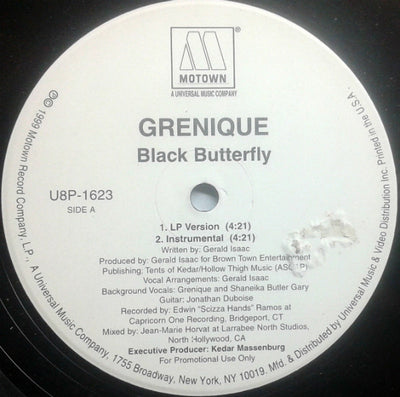 MOTOWN
A UNIVERSAL MUSIC COMPANY
GRENIQUE
Black Butterfly
U8P-1623
SIDE A
1. LP Version (4:21)
2. Instrumental (4:21)
Written by: Gerald Isaac
Produced by: Gerald Isaac for Brown Town Entertainment
Publishing: Tents of Kedar/Hollow Thigh Music (ASCAP)
Vocal Arrangements: Gerald Isaac
Background Vocals: Grenique and Shaneika Butler Gary
Guitar: Jonathan Duboise
Recorded by: Edwin "Scizza Hands" Ramos at
Capricorn One Recording, Bridgeport, CT
Mixed by: Jean-Marie Horvat at Larrabee North Studios,
North Hollywood, CA
Executive Producer: Kedar Massenburg
For Promotional Use Only
℗ © 1999 Motown Record Company, L.P., A Universal Music Company, 1755 Broadway, New York, NY 10019. Mfd. & Distributed by Universal Music & Video Distribution Inc. Printed in the U.S.A.